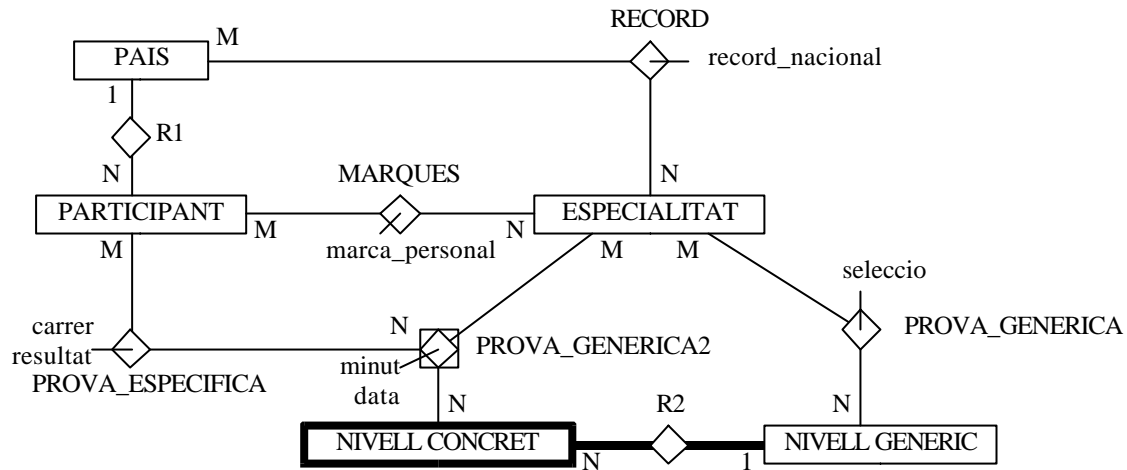 RECORD
M
PAIS
record_nacional
1
R1
N
MARQUES
N
PARTICIPANT
ESPECIALITAT
M
N
M
marca_personal
M
M
seleccio
carrer
resultat
N
PROVA_GENERICA
PROVA_GENERICA2
minut
data
PROVA_ESPECIFICA
N
R2
N
NIVELL CONCRET
NIVELL GENERIC
N
1